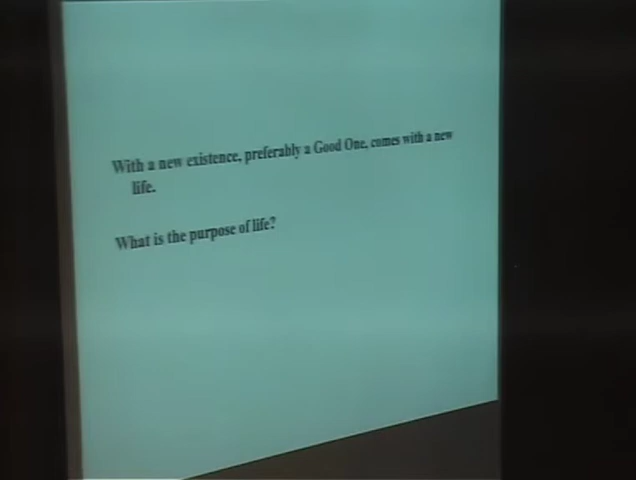 With a new existence, preferably a Good One, comes with a new
life.
What is the purpose of life?